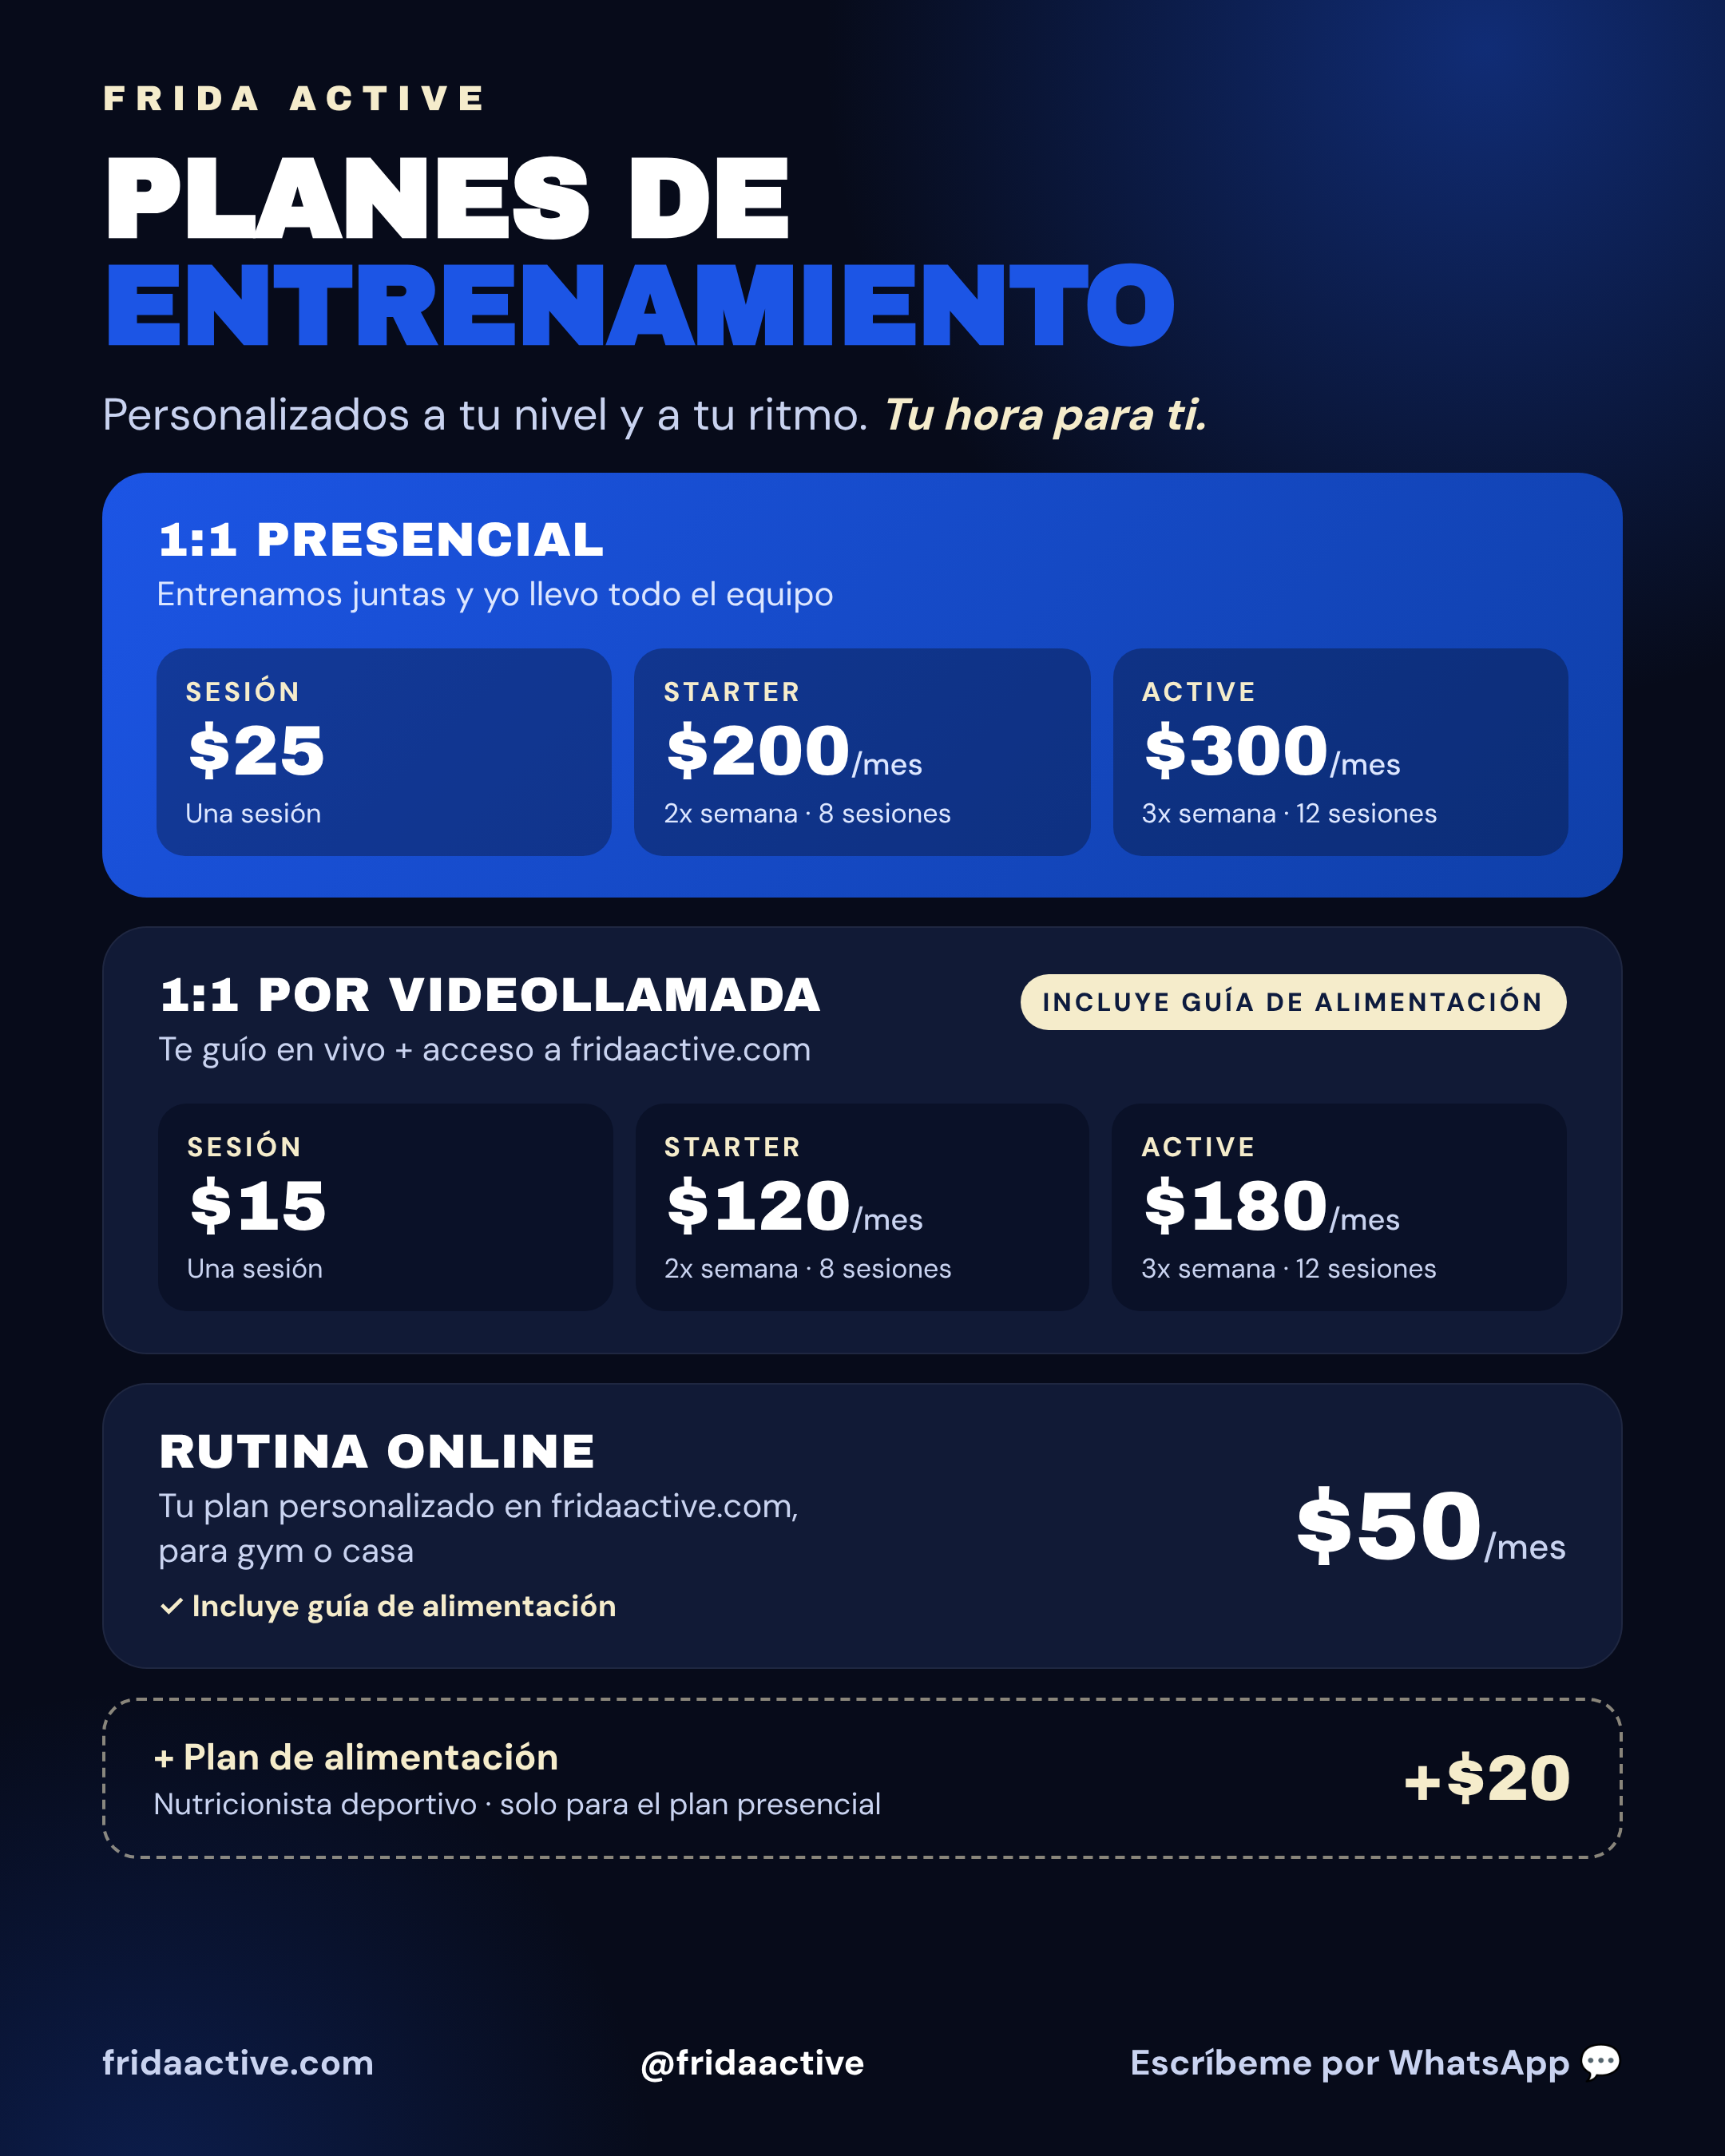 FRIDA ACTIVE
PLANES DE
ENTRENAMIENTO
Personalizados a tu nivel y a tu ritmo. Tu hora para ti.
1:1 PRESENCIAL
Entrenamos juntas y yo llevo todo el equipo
SESIÓN
$25
Una sesión
STARTER
$200/mes
2x semana · 8 sesiones
ACTIVE
$300/mes
3x semana · 12 sesiones
1:1 POR VIDEOLLAMADA
INCLUYE GUÍA DE ALIMENTACIÓN
Te guío en vivo + acceso a fridaactive.com
SESIÓN
$15
Una sesión
STARTER
$120/mes
2x semana · 8 sesiones
ACTIVE
$180/mes
3x semana · 12 sesiones
RUTINA ONLINE
Tu plan personalizado en fridaactive.com,
para gym o casa
✓ Incluye guía de alimentación
$50/mes
+ Plan de alimentación
Nutricionista deportivo · solo para el plan presencial
+$20
fridaactive.com
@fridaactive
Escríbeme por WhatsApp 💬